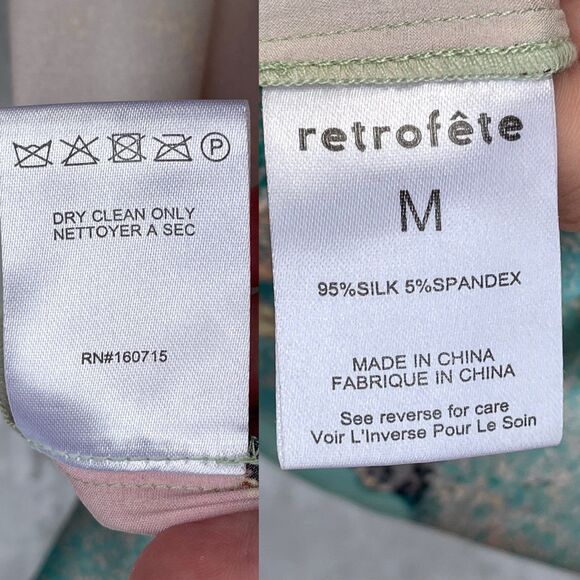 P
DRY CLEAN ONLY
NETTOYER A SEC
RN#160715
retrofête
M
95%SILK 5%SPANDEX
MADE IN CHINA
FABRIQUE IN CHINA
See reverse for care
Voir L'Inverse Pour Le Soin